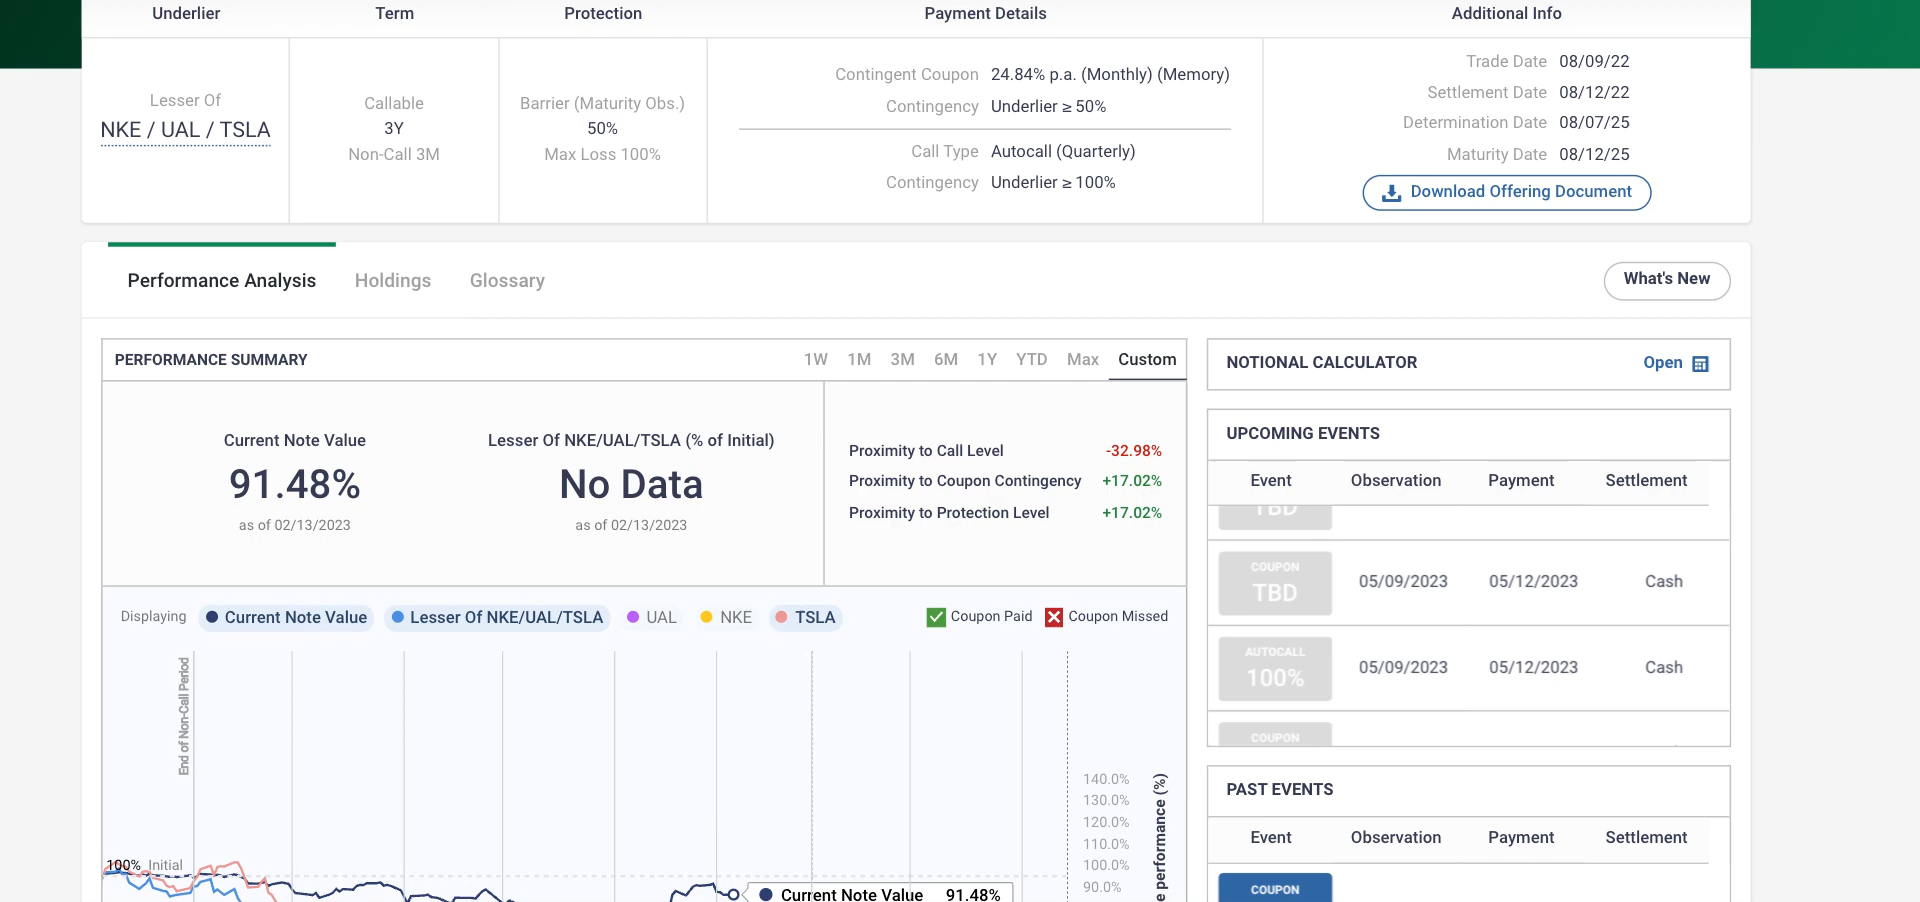 Underlier
Term
Protection
Payment Details
Additional Info
Lesser Of
NKE / UAL / TSLA
Callable
3Y
Non-Call 3M
Barrier (Maturity Obs.)
50%
Max Loss 100%
Contingent Coupon 24.84% p.a. (Monthly) (Memory)
Contingency Underlier ≥ 50%
Call Type Autocall (Quarterly)
Contingency Underlier ≥ 100%
Trade Date 08/09/22
Settlement Date 08/12/22
Determination Date 08/07/25
Maturity Date 08/12/25
Download Offering Document
Performance Analysis
Holdings
Glossary
What's New
PERFORMANCE SUMMARY
1W 1M 3M 6M 1Y YTD Max Custom
Current Note Value
91.48%
as of 02/13/2023
Lesser Of NKE/UAL/TSLA (% of Initial)
No Data
as of 02/13/2023
Proximity to Call Level -32.98%
Proximity to Coupon Contingency +17.02%
Proximity to Protection Level +17.02%
Displaying Current Note Value Lesser Of NKE/UAL/TSLA UAL NKE TSLA Coupon Paid Coupon Missed
End of Non-Call Period
140.0%
130.0%
120.0%
110.0%
100.0%
90.0%
e performance (%)
100% Initial
Current Note Value 91.48%
NOTIONAL CALCULATOR
Open
UPCOMING EVENTS
Event Observation Payment Settlement
TBD
COUPON
TBD
05/09/2023 05/12/2023 Cash
AUTOCALL
100%
05/09/2023 05/12/2023 Cash
COUPON
PAST EVENTS
Event Observation Payment Settlement
COUPON